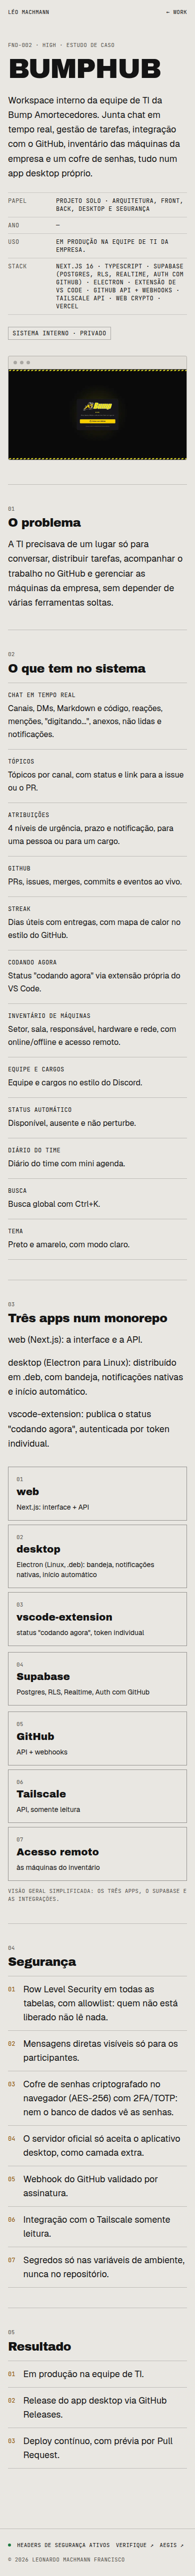 LÉO MACHMANN
← WORK
FND-002 · HIGH · ESTUDO DE CASO
BUMPHUB
Workspace interno da equipe de TI da
Bump Amortecedores. Junta chat em
tempo real, gestão de tarefas, integração
com o GitHub, inventário das máquinas da
empresa e um cofre de senhas, tudo num
app desktop próprio.
PAPEL
PROJETO SOLO · ARQUITETURA, FRONT,
BACK, DESKTOP E SEGURANÇA
ANO
—
USO
EM PRODUÇÃO NA EQUIPE DE TI DA
EMPRESA.
STACK
NEXT.JS 16 · TYPESCRIPT · SUPABASE
(POSTGRES, RLS, REALTIME, AUTH COM
GITHUB) · ELECTRON · EXTENSÃO DE
VS CODE · GITHUB API + WEBHOOKS ·
TAILSCALE API · WEB CRYPTO ·
VERCEL
SISTEMA INTERNO · PRIVADO
Bump
01
O problema
A TI precisava de um lugar só para
conversar, distribuir tarefas, acompanhar o
trabalho no GitHub e gerenciar as
máquinas da empresa, sem depender de
várias ferramentas soltas.
02
O que tem no sistema
CHAT EM TEMPO REAL
Canais, DMs, Markdown e código, reações,
menções, "digitando…", anexos, não lidas e
notificações.
TÓPICOS
Tópicos por canal, com status e link para a issue
ou o PR.
ATRIBUIÇÕES
4 níveis de urgência, prazo e notificação, para
uma pessoa ou para um cargo.
GITHUB
PRs, issues, merges, commits e eventos ao vivo.
STREAK
Dias úteis com entregas, com mapa de calor no
estilo do GitHub.
CODANDO AGORA
Status "codando agora" via extensão própria do
VS Code.
INVENTÁRIO DE MÁQUINAS
Setor, sala, responsável, hardware e rede, com
online/offline e acesso remoto.
EQUIPE E CARGOS
Equipe e cargos no estilo do Discord.
STATUS AUTOMÁTICO
Disponível, ausente e não perturbe.
DIÁRIO DO TIME
Diário do time com mini agenda.
BUSCA
Busca global com Ctrl+K.
TEMA
Preto e amarelo, com modo claro.
03
Três apps num monorepo
web (Next.js): a interface e a API.
desktop (Electron para Linux): distribuído
em .deb, com bandeja, notificações nativas
e início automático.
vscode-extension: publica o status
"codando agora", autenticada por token
individual.
01
web
Next.js: interface + API
02
desktop
Electron (Linux, .deb): bandeja, notificações
nativas, início automático
03
vscode-extension
status "codando agora", token individual
04
Supabase
Postgres, RLS, Realtime, Auth com GitHub
05
GitHub
API + webhooks
06
Tailscale
API, somente leitura
07
Acesso remoto
às máquinas do inventário
VISÃO GERAL SIMPLIFICADA: OS TRÊS APPS, O SUPABASE E
AS INTEGRAÇÕES.
04
Segurança
01 Row Level Security em todas as
tabelas, com allowlist: quem não está
liberado não lê nada.
02 Mensagens diretas visíveis só para os
participantes.
03 Cofre de senhas criptografado no
navegador (AES-256) com 2FA/TOTP:
nem o banco de dados vê as senhas.
04 O servidor oficial só aceita o aplicativo
desktop, como camada extra.
05 Webhook do GitHub validado por
assinatura.
06 Integração com o Tailscale somente
leitura.
07 Segredos só nas variáveis de ambiente,
nunca no repositório.
05
Resultado
01 Em produção na equipe de TI.
02 Release do app desktop via GitHub
Releases.
03 Deploy contínuo, com prévia por Pull
Request.
HEADERS DE SEGURANÇA ATIVOS VERIFIQUE ↗ AEGIS ↗
© 2026 LEONARDO MACHMANN FRANCISCO